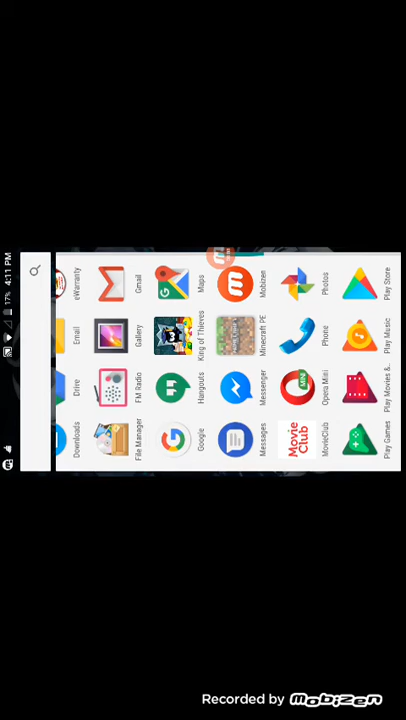 17% 4:11 PM
Downloads Drive Email eWarranty
File Manager FM Radio Gallery Gmail
Google Hangouts King of Thieves Maps
Messages Messenger Minecraft PE Mobizen
Movie
Club
MovieClub Opera Mini Phone Photos
Play Games Play Movies &.. Play Music Play Store
Recorded by Mobizen